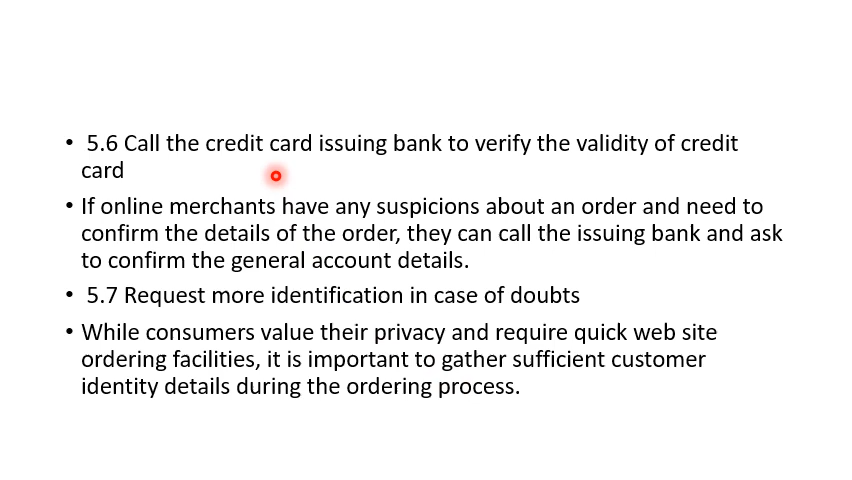 • 5.6 Call the credit card issuing bank to verify the validity of credit
card
• If online merchants have any suspicions about an order and need to
confirm the details of the order, they can call the issuing bank and ask
to confirm the general account details.
• 5.7 Request more identification in case of doubts
• While consumers value their privacy and require quick web site
ordering facilities, it is important to gather sufficient customer
identity details during the ordering process.